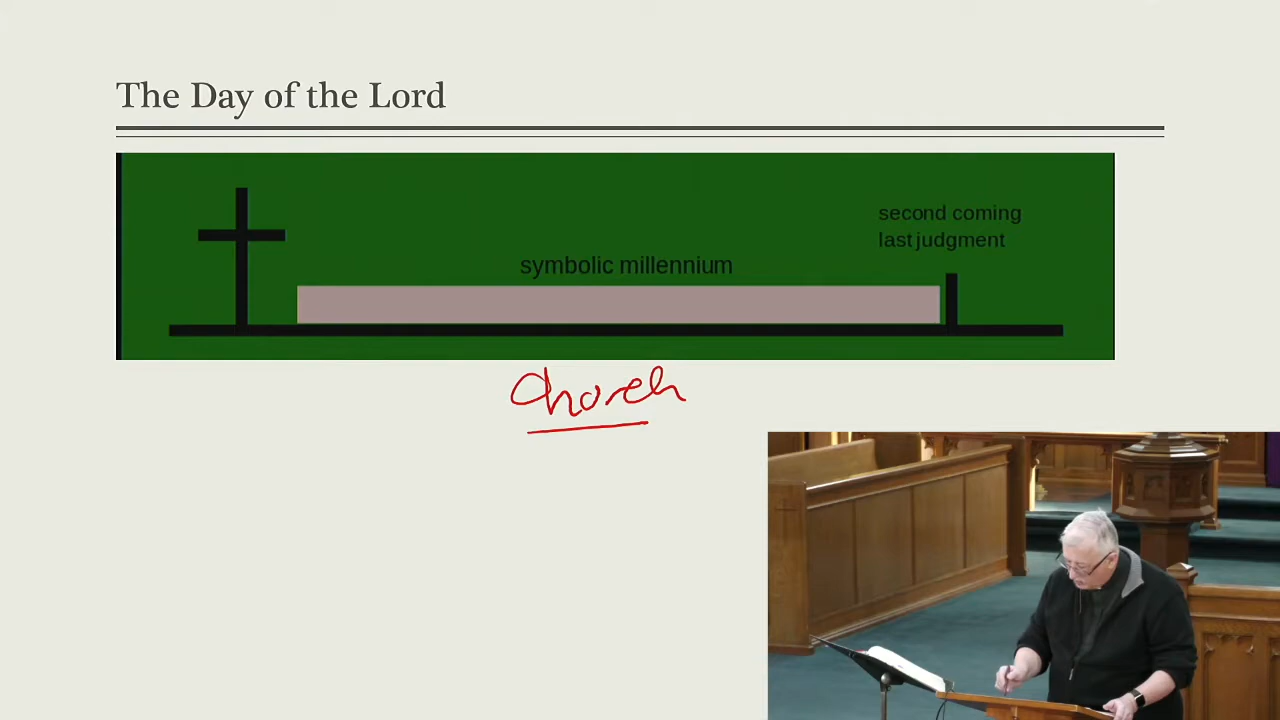 The Day of the Lord
second coming
last judgment
symbolic millennium
Church